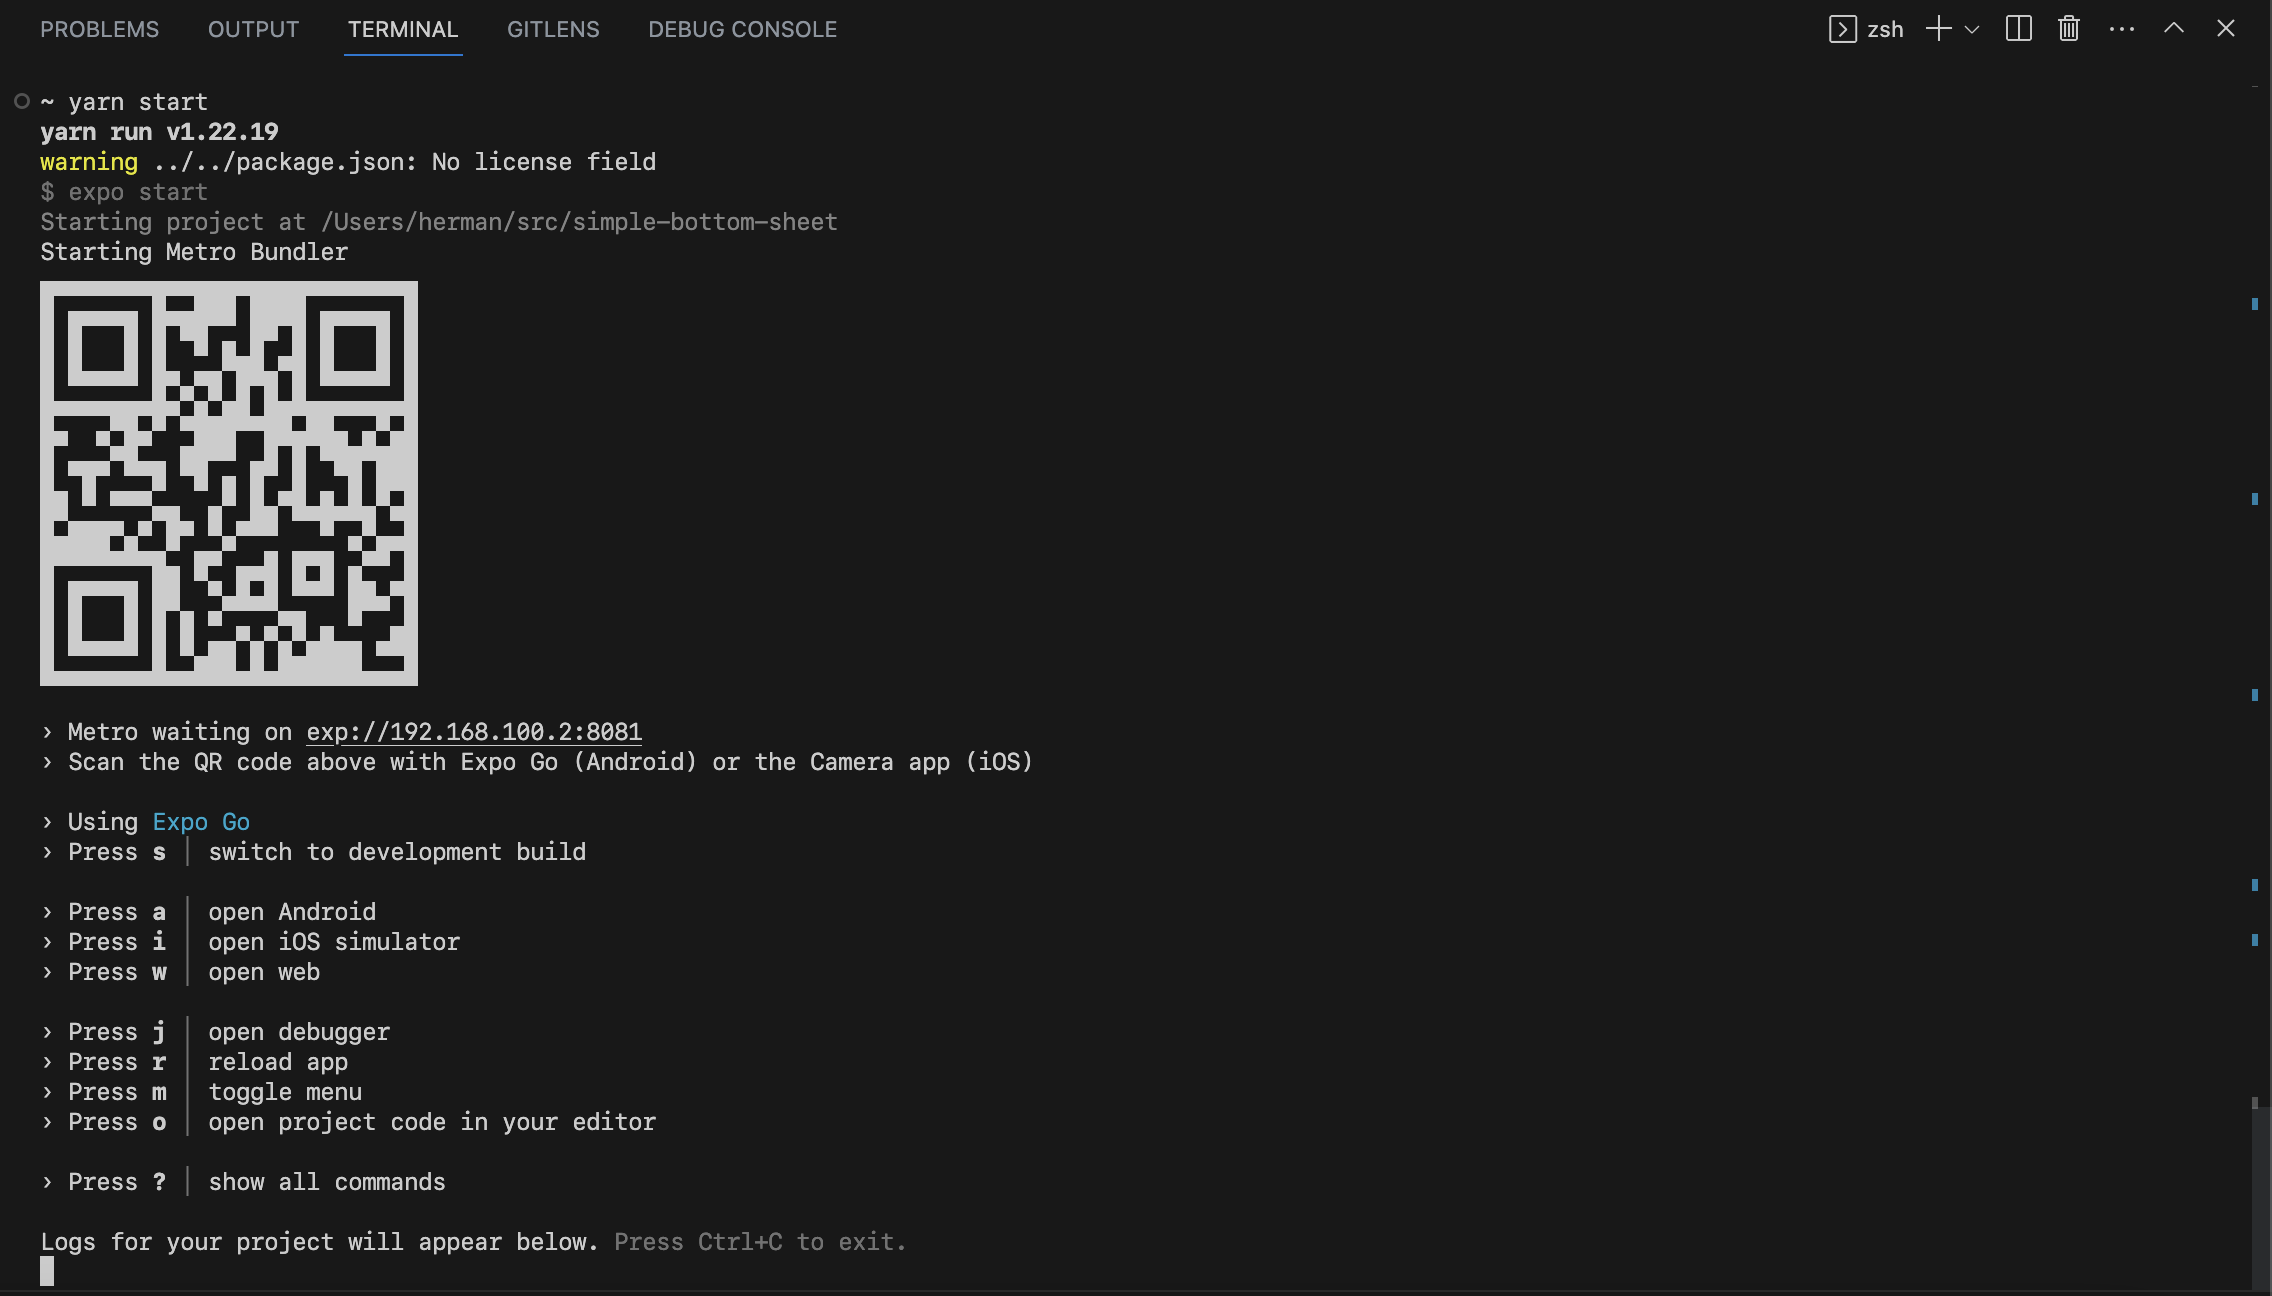 PROBLEMS OUTPUT TERMINAL GITLENS DEBUG CONSOLE zsh
~ yarn start
yarn run v1.22.19
warning ../../package.json: No license field
$ expo start
Starting project at /Users/herman/src/simple-bottom-sheet
Starting Metro Bundler
› Metro waiting on exp://192.168.100.2:8081
› Scan the QR code above with Expo Go (Android) or the Camera app (iOS)
› Using Expo Go
› Press s │ switch to development build
› Press a │ open Android
› Press i │ open iOS simulator
› Press w │ open web
› Press j │ open debugger
› Press r │ reload app
› Press m │ toggle menu
› Press o │ open project code in your editor
› Press ? │ show all commands
Logs for your project will appear below. Press Ctrl+C to exit.